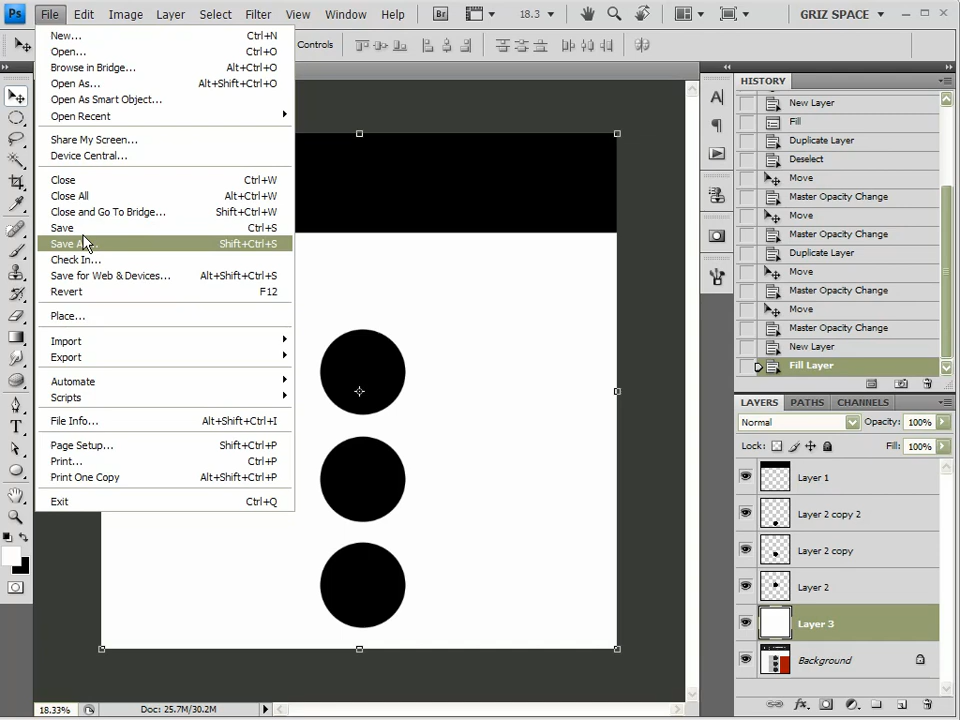 Ps File Edit Image Layer Select Filter View Window Help Br 18.3 GRIZ SPACE
Controls
New... Ctrl+N
Open... Ctrl+O
Browse in Bridge... Alt+Ctrl+O
Open As... Alt+Shift+Ctrl+O
Open As Smart Object...
Open Recent
Share My Screen...
Device Central...
Close Ctrl+W
Close All Alt+Ctrl+W
Close and Go To Bridge... Shift+Ctrl+W
Save Ctrl+S
Save Shift+Ctrl+S
Check In...
Save for Web & Devices... Alt+Shift+Ctrl+S
Revert F12
Place...
Import
Export
Automate
Scripts
File Info... Alt+Shift+Ctrl+I
Page Setup... Shift+Ctrl+P
Print... Ctrl+P
Print One Copy Alt+Shift+Ctrl+P
Exit Ctrl+Q
HISTORY
New Layer
Fill
Duplicate Layer
Deselect
Move
Master Opacity Change
Move
Master Opacity Change
Duplicate Layer
Move
Master Opacity Change
Move
Master Opacity Change
New Layer
Fill Layer
LAYERS PATHS CHANNELS
Normal Opacity: 100%
Lock: Fill: 100%
Layer 1
Layer 2 copy 2
Layer 2 copy
Layer 2
Layer 3
Background
18.33% Doc: 25.7M/30.2M